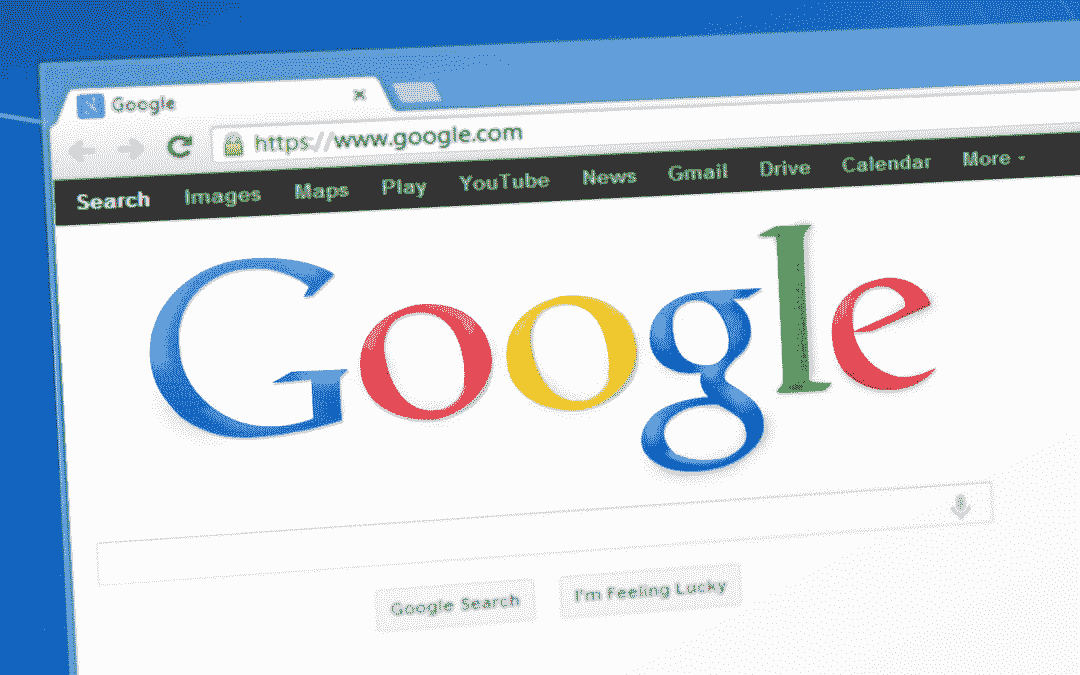 Google
https://www.google.com
Search Images Maps Play YouTube News Gmail Drive Calendar More
Google
Google Search I'm Feeling Lucky